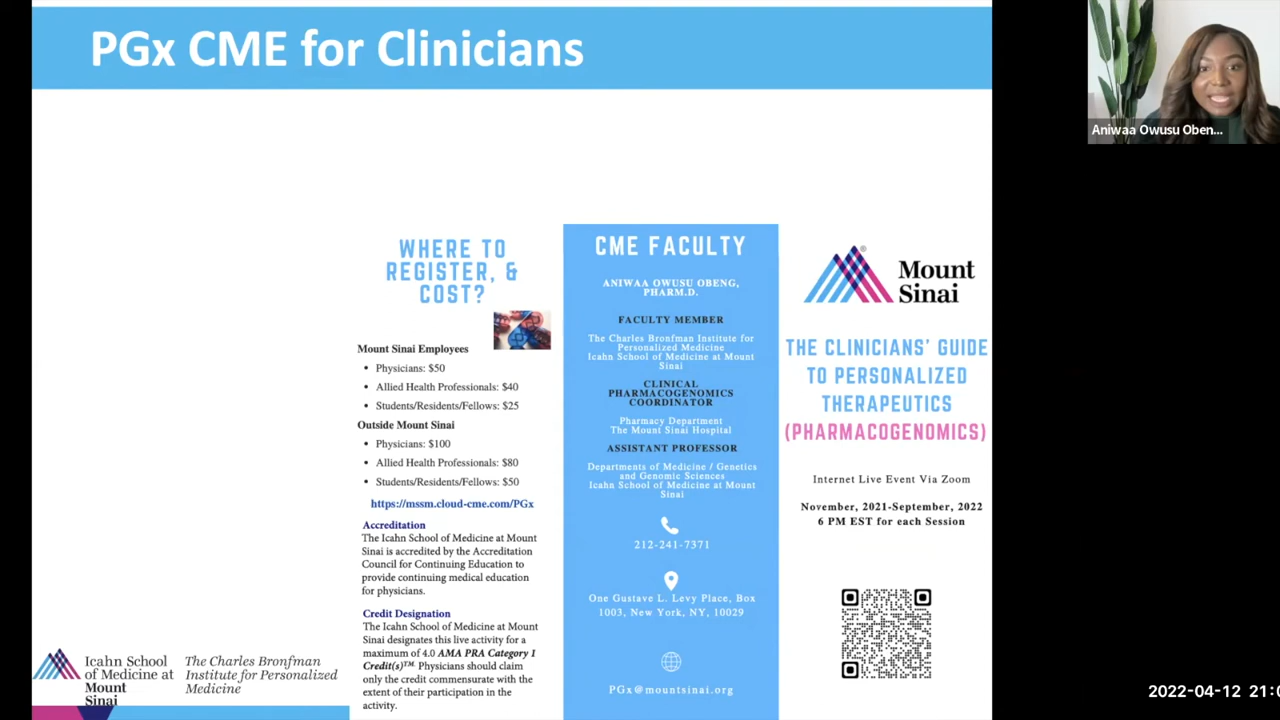 PGx CME for Clinicians
Aniwaa Owusu Oben...
WHERE TO
REGISTER, &
COST?
Mount Sinai Employees
• Physicians: $50
• Allied Health Professionals: $40
• Students/Residents/Fellows: $25
Outside Mount Sinai
• Physicians: $100
• Allied Health Professionals: $80
• Students/Residents/Fellows: $50
https://mssm.cloud-cme.com/PGx
Accreditation
The Icahn School of Medicine at Mount
Sinai is accredited by the Accreditation
Council for Continuing Education to
provide continuing medical education
for physicians.
Credit Designation
The Icahn School of Medicine at Mount
Sinai designates this live activity for a
maximum of 4.0 AMA PRA Category 1
Credit(s)™. Physicians should claim
only the credit commensurate with the
extent of their participation in the
activity.
CME FACULTY
ANIWAA OWUSU OBENG,
PHARM.D.
FACULTY MEMBER
The Charles Bronfman Institute for
Personalized Medicine
Icahn School of Medicine at Mount
Sinai
CLINICAL
PHARMACOGENOMICS
COORDINATOR
Pharmacy Department
The Mount Sinai Hospital
ASSISTANT PROFESSOR
Departments of Medicine / Genetics
and Genomic Sciences
Icahn School of Medicine at Mount
Sinai
212-241-7371
One Gustave L. Levy Place, Box
1003, New York, NY, 10029
PGx@mountsinai.org
Mount
Sinai
THE CLINICIANS' GUIDE
TO PERSONALIZED
THERAPEUTICS
(PHARMACOGENOMICS)
Internet Live Event Via Zoom
November, 2021-September, 2022
6 PM EST for each Session
Icahn School
of Medicine at
Mount
Sinai
The Charles Bronfman
Institute for Personalized
Medicine
2022-04-12 21:0